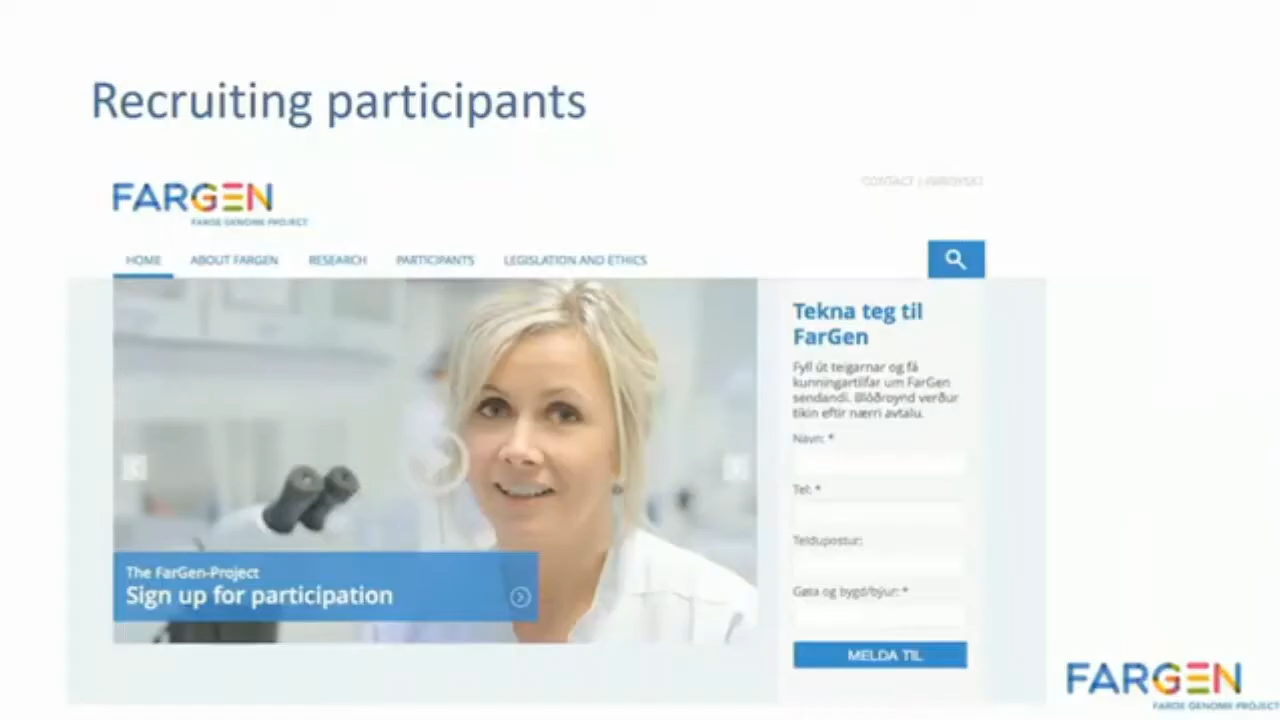 Recruiting participants
FARGEN
FAROE GENOME PROJECT
CONTACT | FØROYSKT
HOME ABOUT FARGEN RESEARCH PARTICIPANTS LEGISLATION AND ETHICS
Tekna teg til
FarGen
Fyll út teigarnar og fá
kunningartilfar um FarGen
sendandi. Blóðroynd verður
tikin eftir nærri avtalu.
Navn: *
Tel: *
Teldupostur:
Gøta og bygd/býur: *
MELDA TIL
The FarGen-Project
Sign up for participation
FARGEN
FAROE GENOME PROJECT